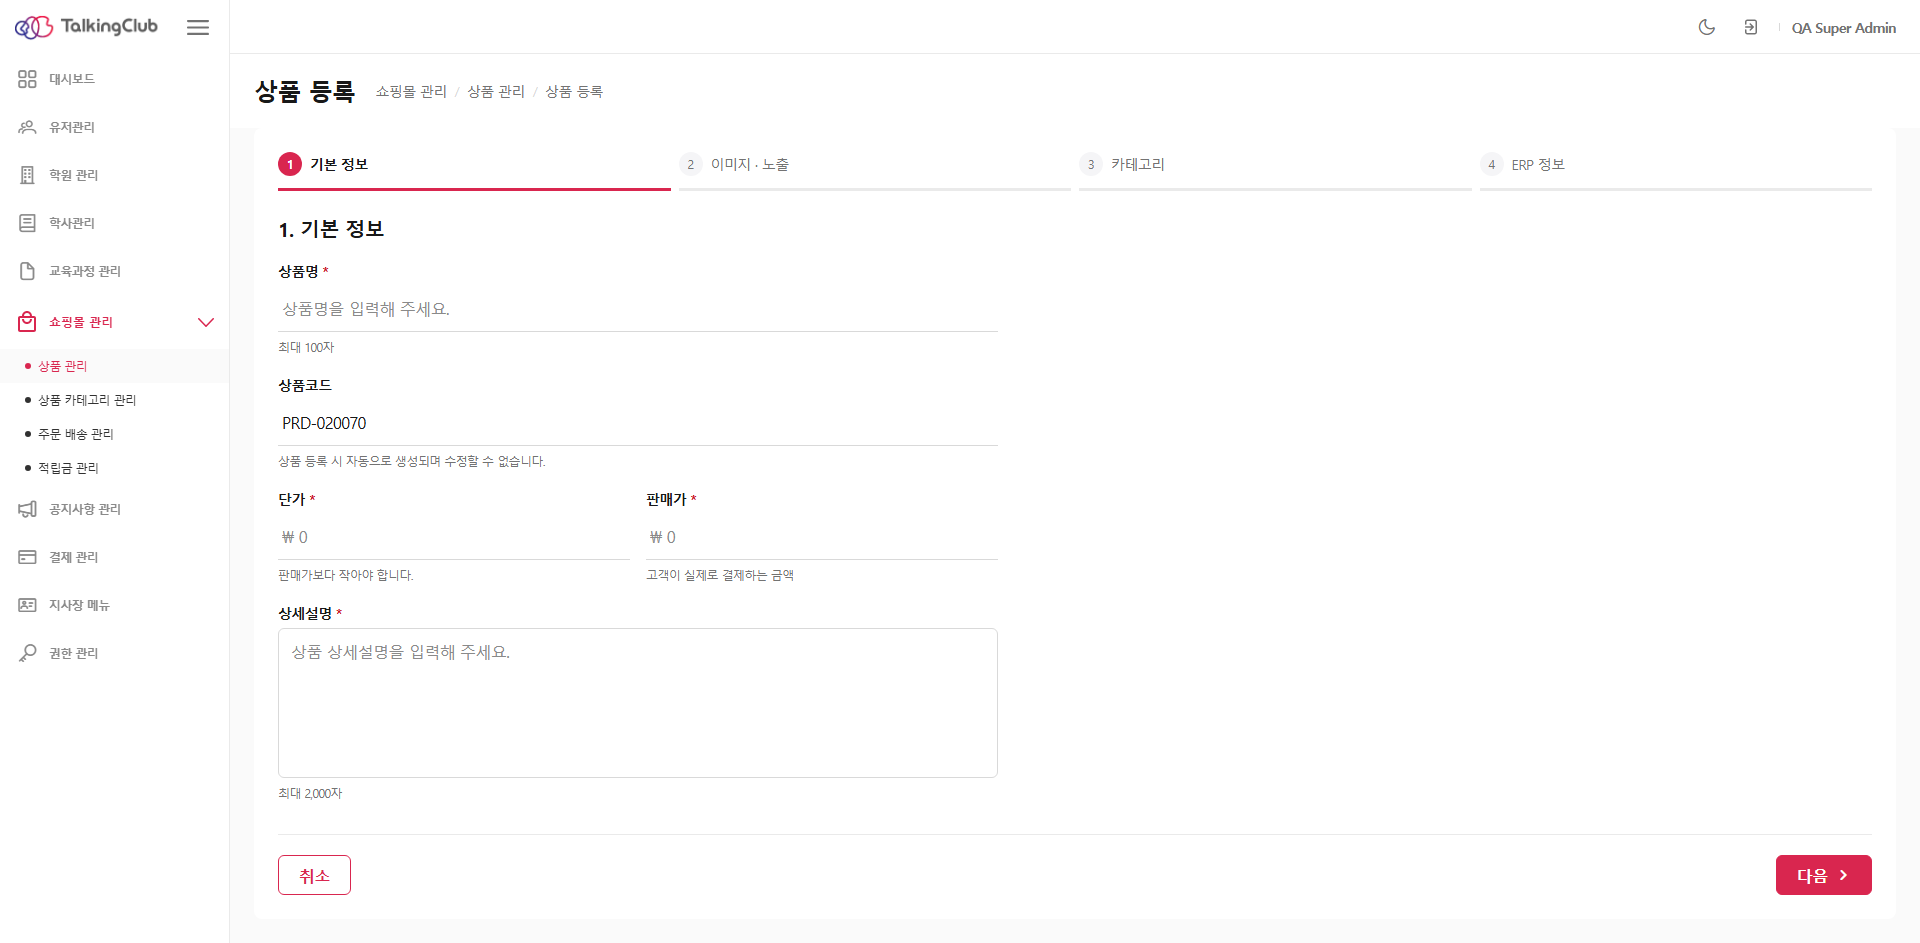 TalkingClub
QA Super Admin
대시보드
유저관리
학원 관리
학사관리
교육과정 관리
쇼핑몰 관리
상품 관리
상품 카테고리 관리
주문 배송 관리
적립금 관리
공지사항 관리
결제 관리
지사장 메뉴
권한 관리
상품 등록 쇼핑몰 관리 / 상품 관리 / 상품 등록
1 기본 정보
2 이미지 · 노출
3 카테고리
4 ERP 정보
1. 기본 정보
상품명 *
상품명을 입력해 주세요.
최대 100자
상품코드
PRD-020070
상품 등록 시 자동으로 생성되며 수정할 수 없습니다.
단가 *
₩ 0
판매가보다 작아야 합니다.
판매가 *
₩ 0
고객이 실제로 결제하는 금액
상세설명 *
상품 상세설명을 입력해 주세요.
최대 2,000자
취소
다음